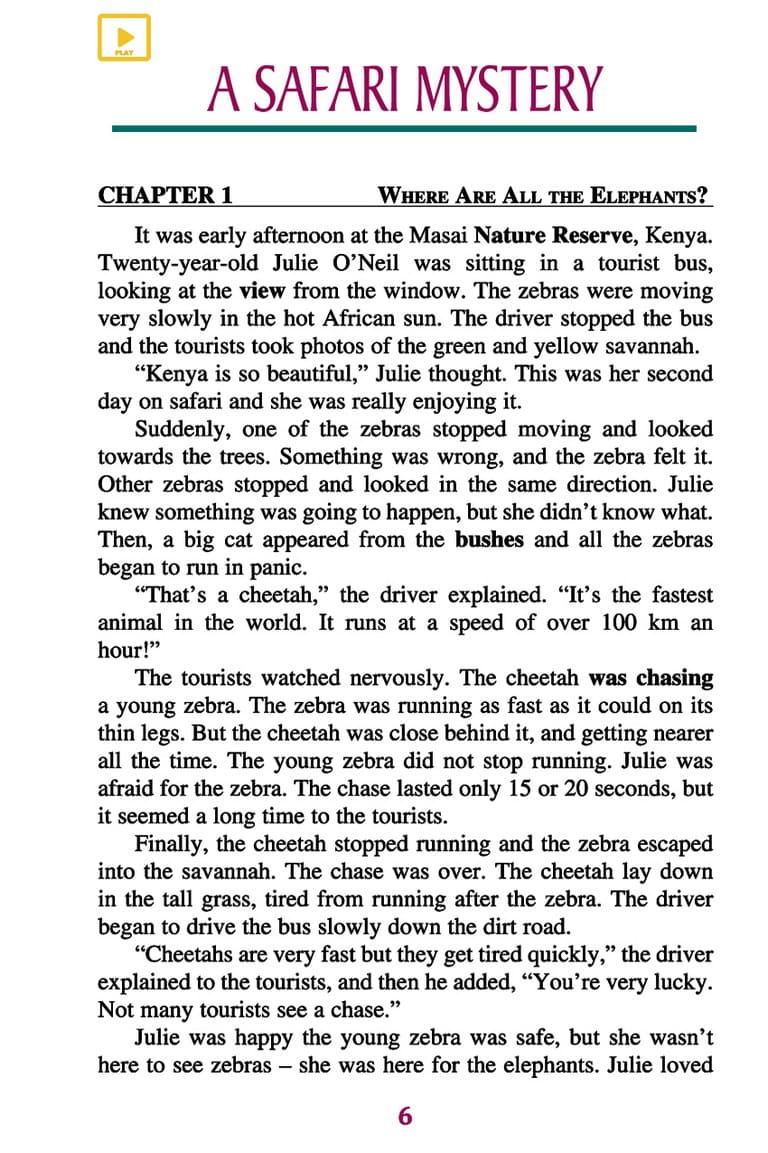 PLAY
A SAFARI MYSTERY
CHAPTER 1 WHERE ARE ALL THE ELEPHANTS?
It was early afternoon at the Masai Nature Reserve, Kenya.
Twenty-year-old Julie O’Neil was sitting in a tourist bus,
looking at the view from the window. The zebras were moving
very slowly in the hot African sun. The driver stopped the bus
and the tourists took photos of the green and yellow savannah.
“Kenya is so beautiful,” Julie thought. This was her second
day on safari and she was really enjoying it.
Suddenly, one of the zebras stopped moving and looked
towards the trees. Something was wrong, and the zebra felt it.
Other zebras stopped and looked in the same direction. Julie
knew something was going to happen, but she didn’t know what.
Then, a big cat appeared from the bushes and all the zebras
began to run in panic.
“That’s a cheetah,” the driver explained. “It’s the fastest
animal in the world. It runs at a speed of over 100 km an
hour!”
The tourists watched nervously. The cheetah was chasing
a young zebra. The zebra was running as fast as it could on its
thin legs. But the cheetah was close behind it, and getting nearer
all the time. The young zebra did not stop running. Julie was
afraid for the zebra. The chase lasted only 15 or 20 seconds, but
it seemed a long time to the tourists.
Finally, the cheetah stopped running and the zebra escaped
into the savannah. The chase was over. The cheetah lay down
in the tall grass, tired from running after the zebra. The driver
began to drive the bus slowly down the dirt road.
“Cheetahs are very fast but they get tired quickly,” the driver
explained to the tourists, and then he added, “You’re very lucky.
Not many tourists see a chase.”
Julie was happy the young zebra was safe, but she wasn’t
here to see zebras – she was here for the elephants. Julie loved
6